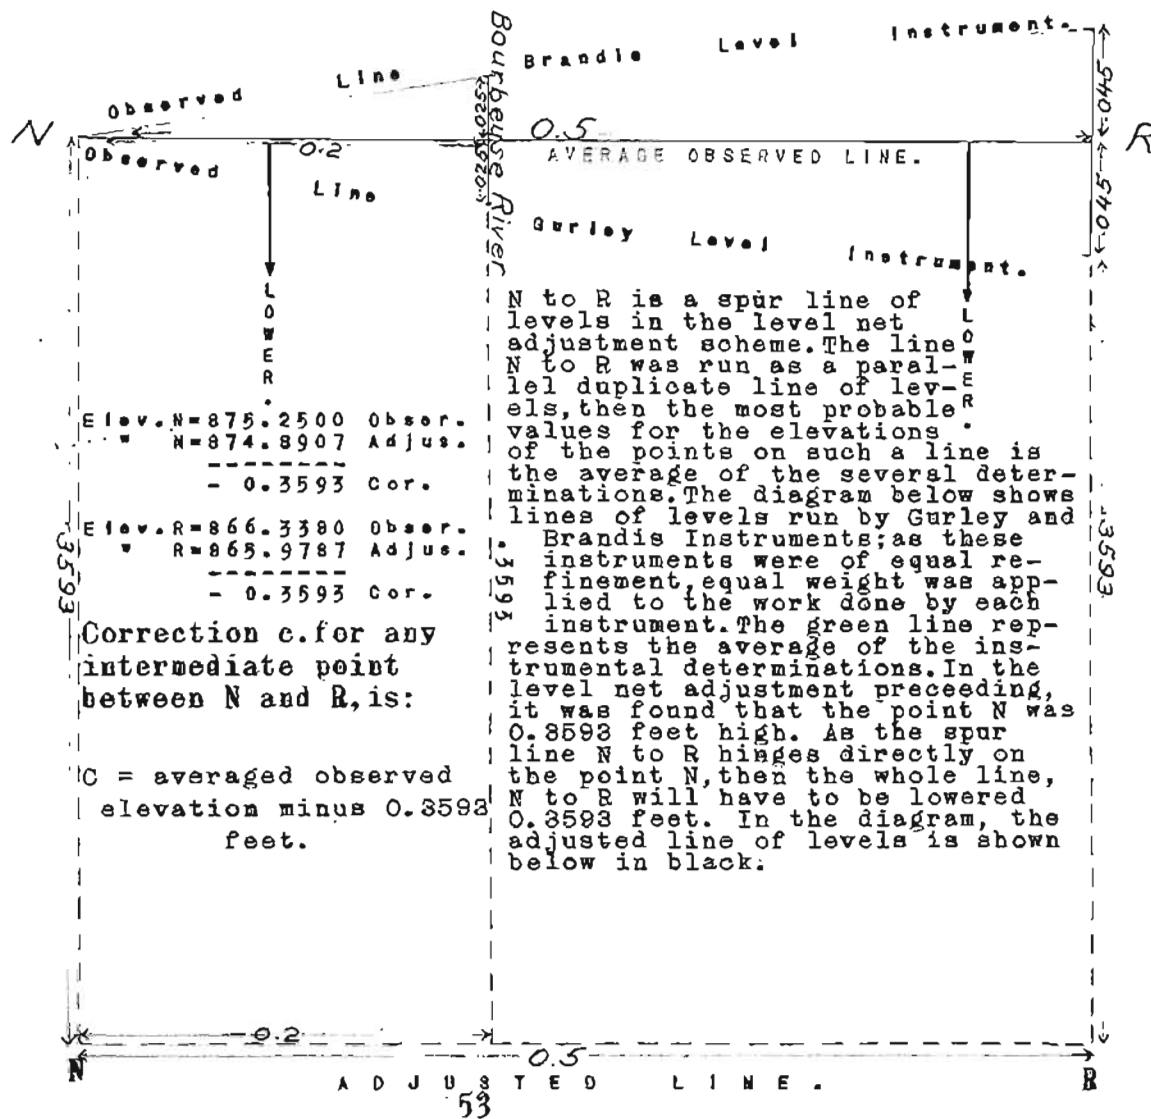 Observed Line Brandis Level Instrument.
Bourbeuse River
.045
.025
N
0.5
R
0.2
AVERAGE OBSERVED LINE.
Observed Line Gurley Level Instrument.
.020
.045
LOWER.
LOWER.
Elev. N=875.2500 Obser.
" N=874.8907 Adjus.
- 0.3593 Cor.
Elev. R=866.3380 Obser.
" R=865.9787 Adjus.
- 0.3593 Cor.
.3593
Correction c.for any
intermediate point
between N and R,is:
C = averaged observed
elevation minus 0.3593
feet.
N to R is a spur line of
levels in the level net
adjustment scheme.The line
N to R was run as a paral-
lel duplicate line of lev-
els,then the most probable
values for the elevations
of the points on such a line is
the average of the several deter-
minations.The diagram below shows
lines of levels run by Gurley and
Brandis Instruments;as these
instruments were of equal re-
finement,equal weight was app-
lied to the work done by each
instrument.The green line rep-
resents the average of the ins-
trumental determinations.In the
level net adjustment preceeding,
it was found that the point N was
0.3593 feet high. As the spur
line N to R hinges directly on
the point N,then the whole line,
N to R will have to be lowered
0.3593 feet. In the diagram, the
adjusted line of levels is shown
below in black.
.3593
.3593
0.2
0.5
N
R
ADJUSTED LINE.
53